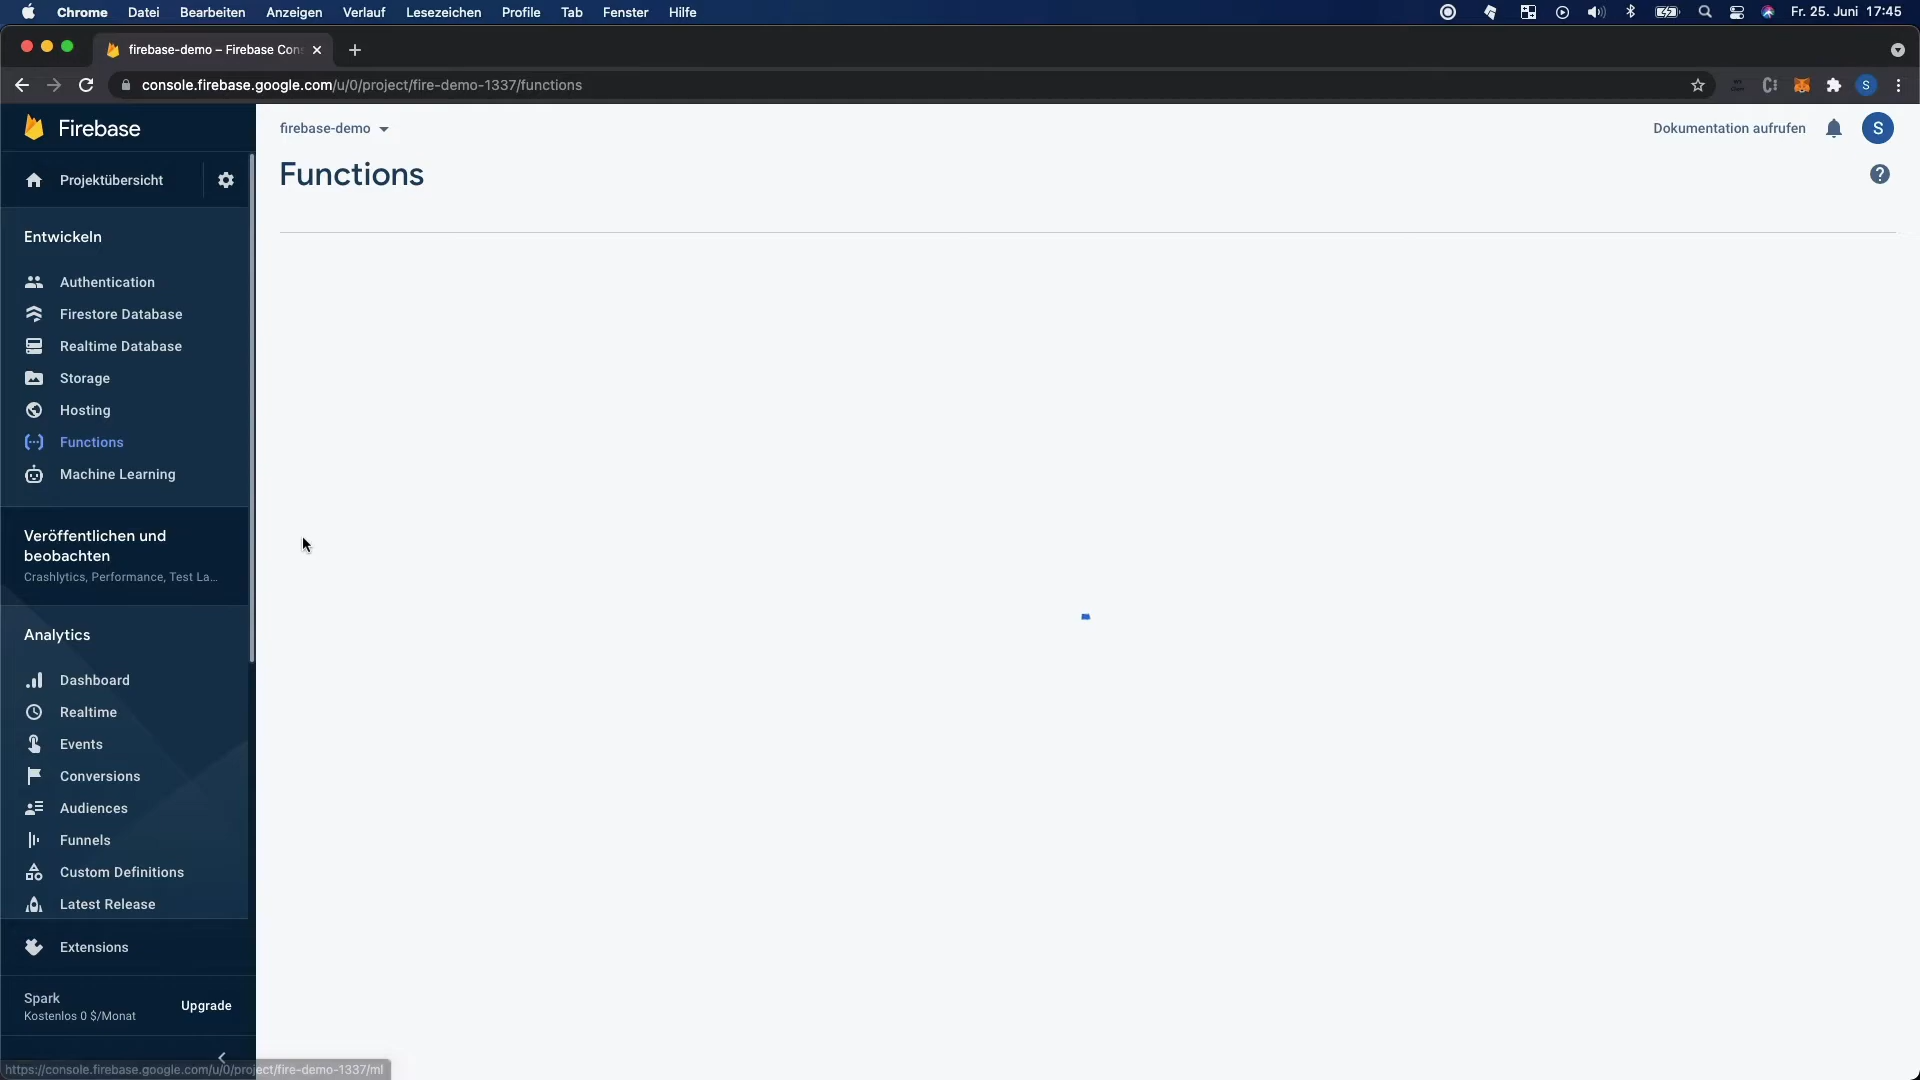 Chrome Datei Bearbeiten Anzeigen Verlauf Lesezeichen Profile Tab Fenster Hilfe Fr. 25. Juni 17:45
firebase-demo – Firebase Con
console.firebase.google.com/u/0/project/fire-demo-1337/functions S
Firebase
firebase-demo
Dokumentation aufrufen S
Projektübersicht
Functions
?
Entwickeln
Authentication
Firestore Database
Realtime Database
Storage
Hosting
Functions
Machine Learning
Veröffentlichen und
beobachten
Crashlytics, Performance, Test La...
Analytics
Dashboard
Realtime
Events
Conversions
Audiences
Funnels
Custom Definitions
Latest Release
Extensions
Spark
Kostenlos 0 $/Monat
Upgrade
https://console.firebase.google.com/u/0/project/fire-demo-1337/ml